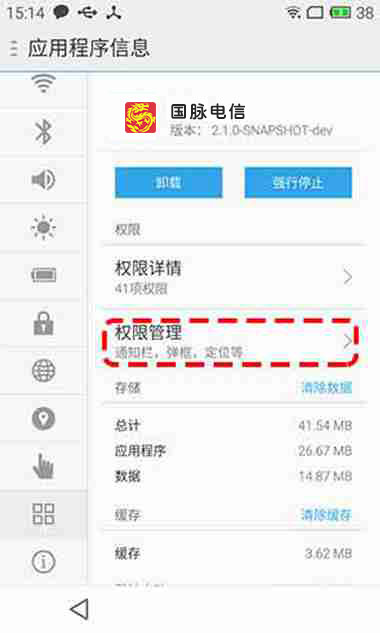 15:14 38
应用程序信息
国脉电信
版本： 2.1.0-SNAPSHOT-dev
卸载 强行停止
权限
权限详情
41项权限
权限管理
通知栏，弹框，定位等
存储 清除数据
总计 41.54 MB
应用程序 26.67 MB
数据 14.87 MB
缓存 清除缓存
缓存 3.62 MB